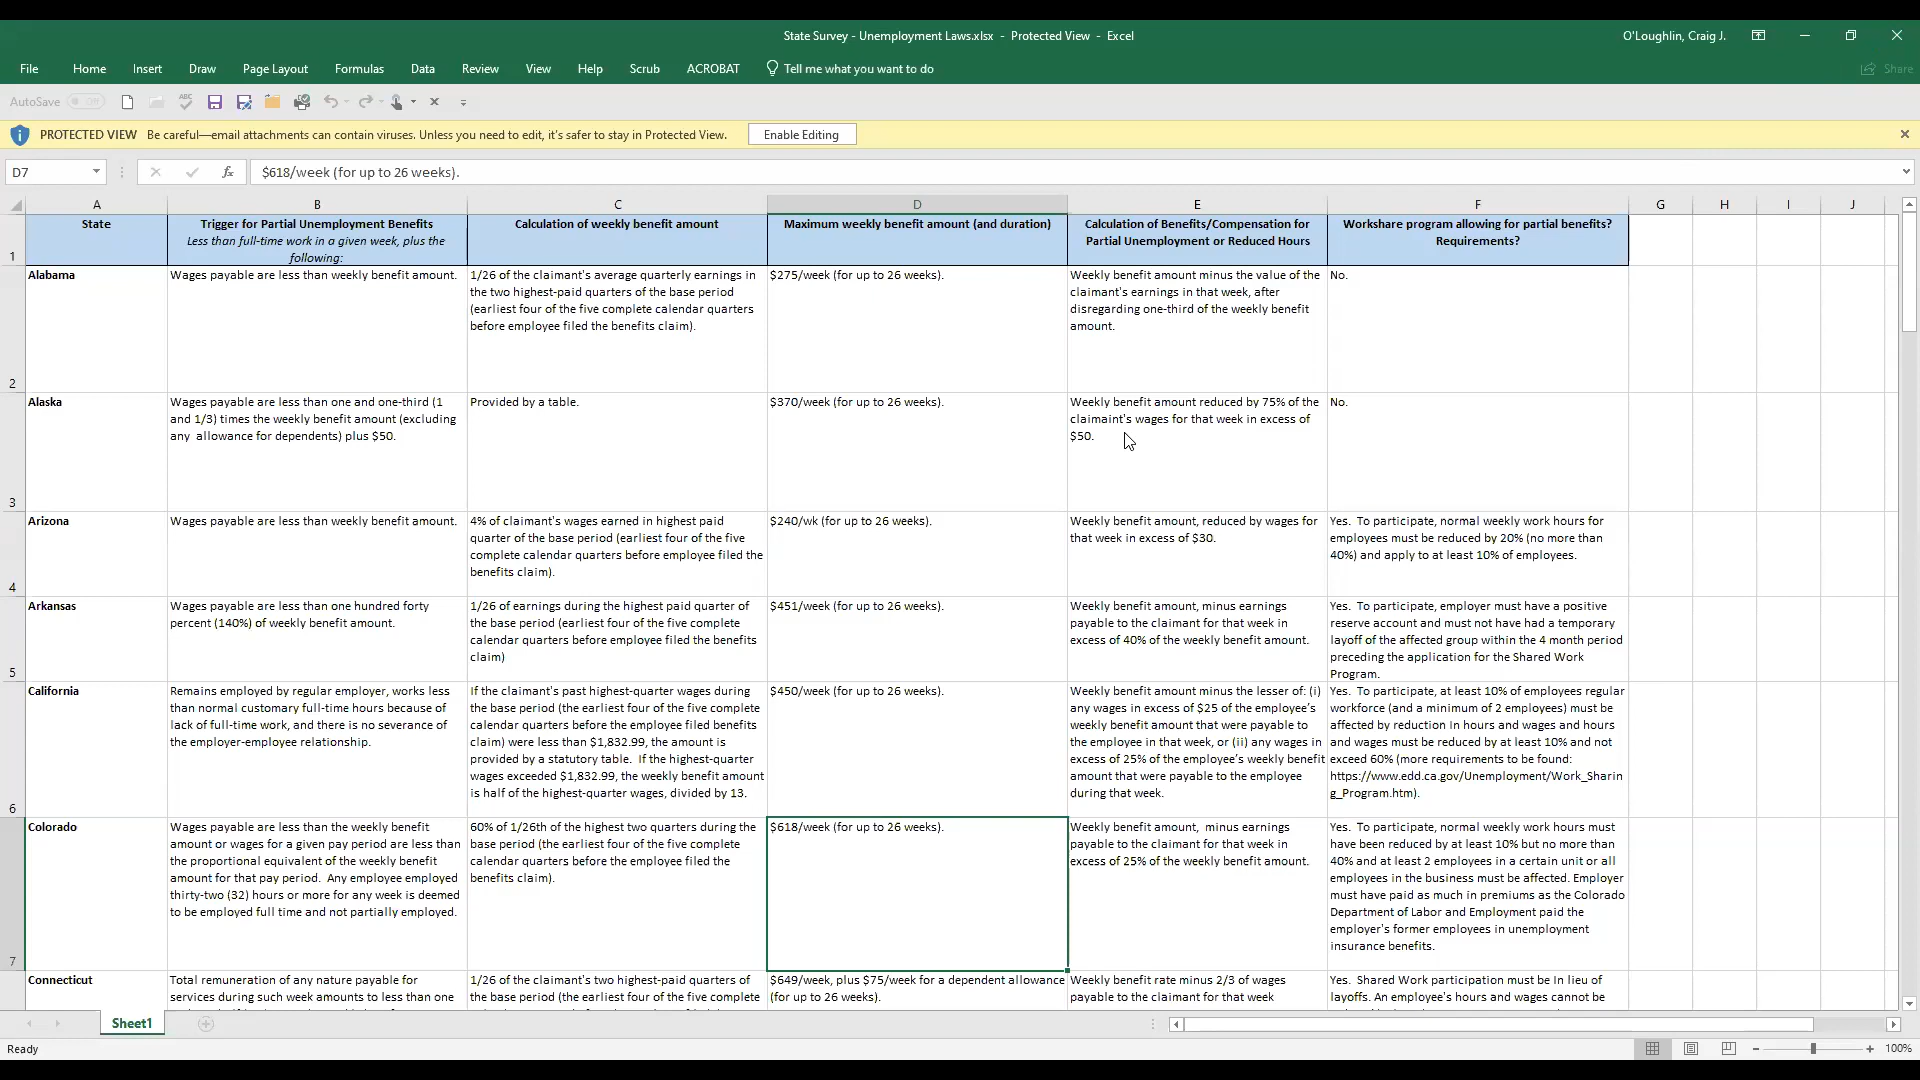 State Survey - Unemployment Laws.xlsx - Protected View - Excel
O'Loughlin, Craig J.
File Home Insert Draw Page Layout Formulas Data Review View Help Scrub ACROBAT Tell me what you want to do
Share
AutoSave Off
PROTECTED VIEW Be careful—email attachments can contain viruses. Unless you need to edit, it's safer to stay in Protected View. Enable Editing
D7 fx $618/week (for up to 26 weeks).
A B C D E F G H I J
1
State
Trigger for Partial Unemployment Benefits
Less than full-time work in a given week, plus the
following:
Calculation of weekly benefit amount
Maximum weekly benefit amount (and duration)
Calculation of Benefits/Compensation for
Partial Unemployment or Reduced Hours
Workshare program allowing for partial benefits?
Requirements?
2
Alabama
Wages payable are less than weekly benefit amount.
1/26 of the claimant's average quarterly earnings in
the two highest-paid quarters of the base period
(earliest four of the five complete calendar quarters
before employee filed the benefits claim).
$275/week (for up to 26 weeks).
Weekly benefit amount minus the value of the
claimant's earnings in that week, after
disregarding one-third of the weekly benefit
amount.
No.
3
Alaska
Wages payable are less than one and one-third (1
and 1/3) times the weekly benefit amount (excluding
any allowance for dependents) plus $50.
Provided by a table.
$370/week (for up to 26 weeks).
Weekly benefit amount reduced by 75% of the
claimaint's wages for that week in excess of
$50.
No.
4
Arizona
Wages payable are less than weekly benefit amount.
4% of claimant's wages earned in highest paid
quarter of the base period (earliest four of the five
complete calendar quarters before employee filed the
benefits claim).
$240/wk (for up to 26 weeks).
Weekly benefit amount, reduced by wages for
that week in excess of $30.
Yes. To participate, normal weekly work hours for
employees must be reduced by 20% (no more than
40%) and apply to at least 10% of employees.
5
Arkansas
Wages payable are less than one hundred forty
percent (140%) of weekly benefit amount.
1/26 of earnings during the highest paid quarter of
the base period (earliest four of the five complete
calendar quarters before employee filed the benefits
claim)
$451/week (for up to 26 weeks).
Weekly benefit amount, minus earnings
payable to the claimant for that week in
excess of 40% of the weekly benefit amount.
Yes. To participate, employer must have a positive
reserve account and must not have had a temporary
layoff of the affected group within the 4 month period
preceding the application for the Shared Work
Program.
6
California
Remains employed by regular employer, works less
than normal customary full-time hours because of
lack of full-time work, and there is no severance of
the employer-employee relationship.
If the claimant's past highest-quarter wages during
the base period (the earliest four of the five complete
calendar quarters before the employee filed benefits
claim) were less than $1,832.99, the amount is
provided by a statutory table. If the highest-quarter
wages exceeded $1,832.99, the weekly benefit amount
is half of the highest-quarter wages, divided by 13.
$450/week (for up to 26 weeks).
Weekly benefit amount minus the lesser of: (i)
any wages in excess of $25 of the employee’s
weekly benefit amount that were payable to
the employee in that week, or (ii) any wages in
excess of 25% of the employee’s weekly benefit
amount that were payable to the employee
during that week.
Yes. To participate, at least 10% of employees regular
workforce (and a minimum of 2 employees) must be
affected by reduction in hours and wages and hours
and wages must be reduced by at least 10% and not
exceed 60% (more requirements to be found:
https://www.edd.ca.gov/Unemployment/Work_Sharin
g_Program.htm).
7
Colorado
Wages payable are less than the weekly benefit
amount or wages for a given pay period are less than
the proportional equivalent of the weekly benefit
amount for that pay period. Any employee employed
thirty-two (32) hours or more for any week is deemed
to be employed full time and not partially employed.
60% of 1/26th of the highest two quarters during the
base period (the earliest four of the five complete
calendar quarters before the employee filed the
benefits claim).
$618/week (for up to 26 weeks).
Weekly benefit amount, minus earnings
payable to the claimant for that week in
excess of 25% of the weekly benefit amount.
Yes. To participate, normal weekly work hours must
have been reduced by at least 10% but no more than
40% and at least 2 employees in a certain unit or all
employees in the business must be affected. Employer
must have paid as much in premiums as the Colorado
Department of Labor and Employment paid the
employer's former employees in unemployment
insurance benefits.
Connecticut
Total remuneration of any nature payable for
services during such week amounts to less than one
1/26 of the claimant's two highest-paid quarters of
the base period (the earliest four of the five complete
$649/week, plus $75/week for a dependent allowance
(for up to 26 weeks).
Weekly benefit rate minus 2/3 of wages
payable to the claimant for that week
Yes. Shared Work participation must be In lieu of
layoffs. An employee's hours and wages cannot be
Sheet1
Ready
100%